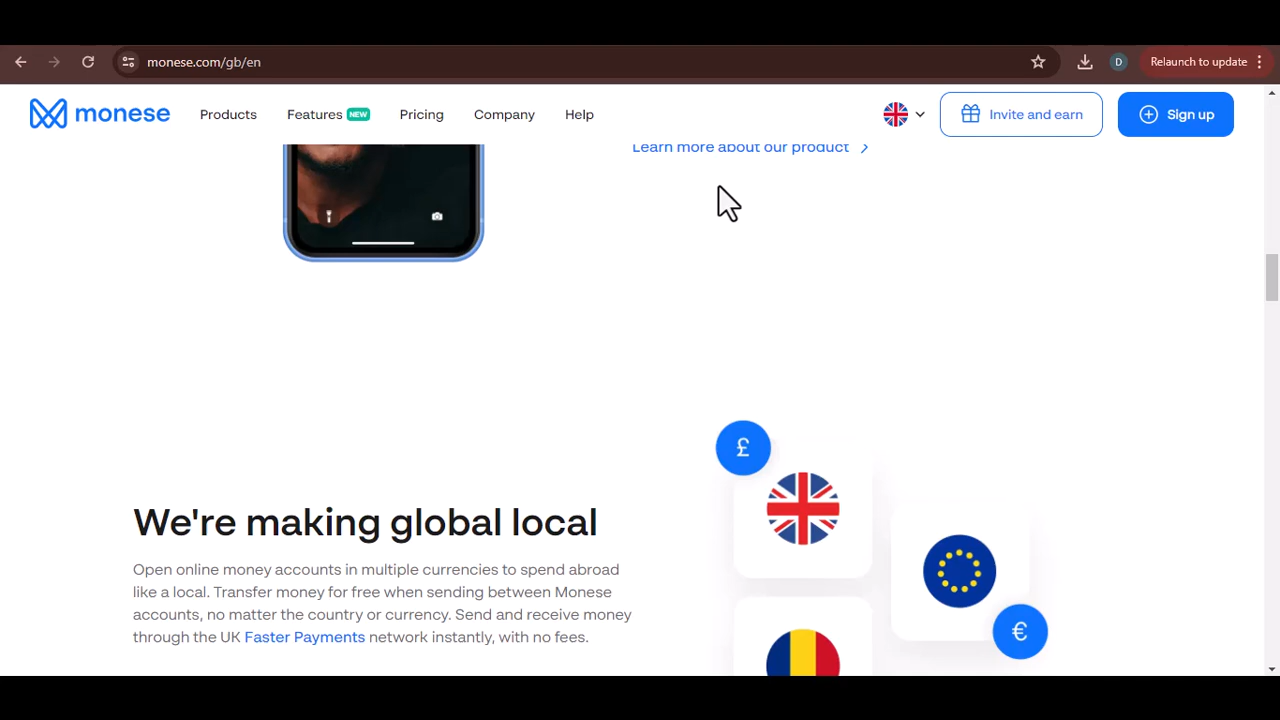 monese.com/gb/en
D
Relaunch to update
monese
Products
Features NEW
Pricing
Company
Help
Invite and earn
Sign up
Learn more about our product
£
We're making global local
Open online money accounts in multiple currencies to spend abroad
like a local. Transfer money for free when sending between Monese
accounts, no matter the country or currency. Send and receive money
through the UK Faster Payments network instantly, with no fees.
€